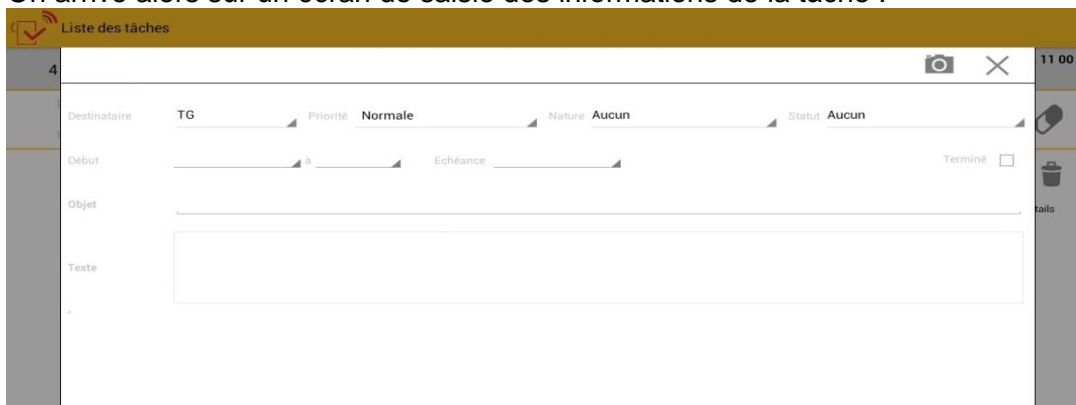 On arrive alors sur un écran de saisie des informations de la tâche :
Liste des tâches
4
11 00
Destinataire TG Priorité Normale Nature Aucun Statut Aucun
Début à Echéance Terminé
Objet
tails
Texte